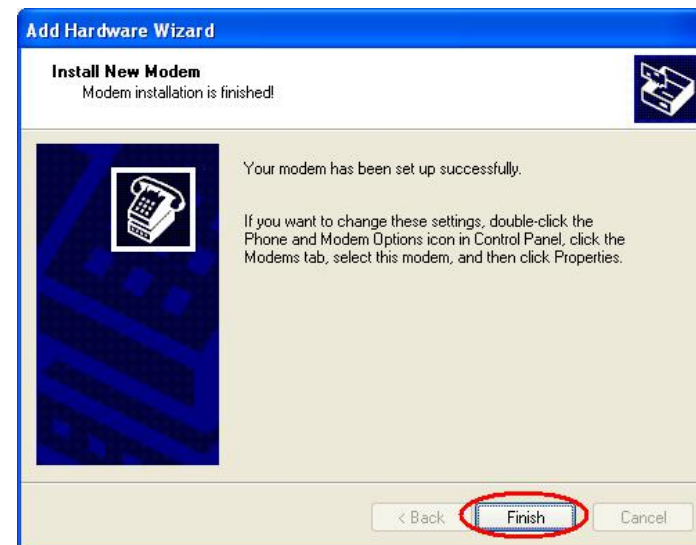 Add Hardware Wizard
Install New Modem
Modem installation is finished!
Your modem has been set up successfully.
If you want to change these settings, double-click the
Phone and Modem Options icon in Control Panel, click the
Modems tab, select this modem, and then click Properties.
< Back Finish Cancel